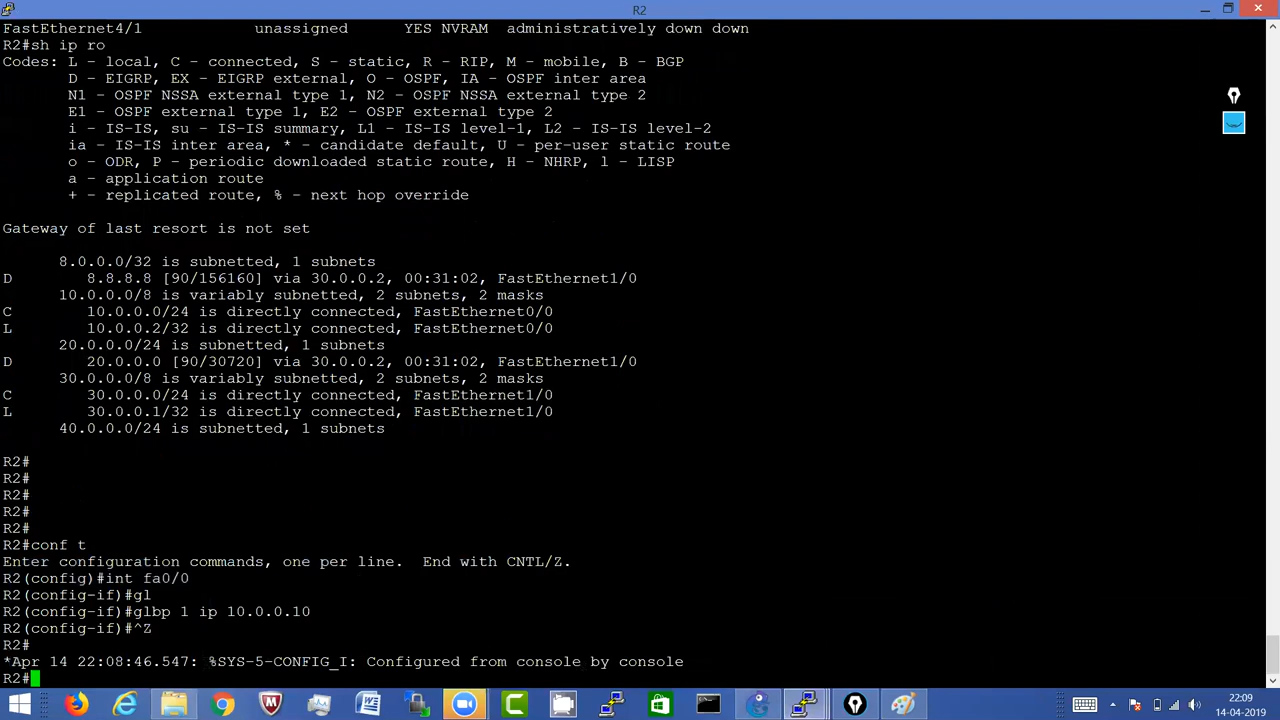 R2
FastEthernet4/1 unassigned YES NVRAM administratively down down
R2#sh ip ro
Codes: L - local, C - connected, S - static, R - RIP, M - mobile, B - BGP
D - EIGRP, EX - EIGRP external, O - OSPF, IA - OSPF inter area
N1 - OSPF NSSA external type 1, N2 - OSPF NSSA external type 2
E1 - OSPF external type 1, E2 - OSPF external type 2
i - IS-IS, su - IS-IS summary, L1 - IS-IS level-1, L2 - IS-IS level-2
ia - IS-IS inter area, * - candidate default, U - per-user static route
o - ODR, P - periodic downloaded static route, H - NHRP, l - LISP
a - application route
+ - replicated route, % - next hop override
Gateway of last resort is not set
8.0.0.0/32 is subnetted, 1 subnets
D 8.8.8.8 [90/156160] via 30.0.0.2, 00:31:02, FastEthernet1/0
10.0.0.0/8 is variably subnetted, 2 subnets, 2 masks
C 10.0.0.0/24 is directly connected, FastEthernet0/0
L 10.0.0.2/32 is directly connected, FastEthernet0/0
20.0.0.0/24 is subnetted, 1 subnets
D 20.0.0.0 [90/30720] via 30.0.0.2, 00:31:02, FastEthernet1/0
30.0.0.0/8 is variably subnetted, 2 subnets, 2 masks
C 30.0.0.0/24 is directly connected, FastEthernet1/0
L 30.0.0.1/32 is directly connected, FastEthernet1/0
40.0.0.0/24 is subnetted, 1 subnets
R2#
R2#
R2#
R2#
R2#
R2#conf t
Enter configuration commands, one per line. End with CNTL/Z.
R2(config)#int fa0/0
R2(config-if)#gl
R2(config-if)#glbp 1 ip 10.0.0.10
R2(config-if)#^Z
R2#
*Apr 14 22:08:46.547: %SYS-5-CONFIG_I: Configured from console by console
R2#
22:09
14-04-2019